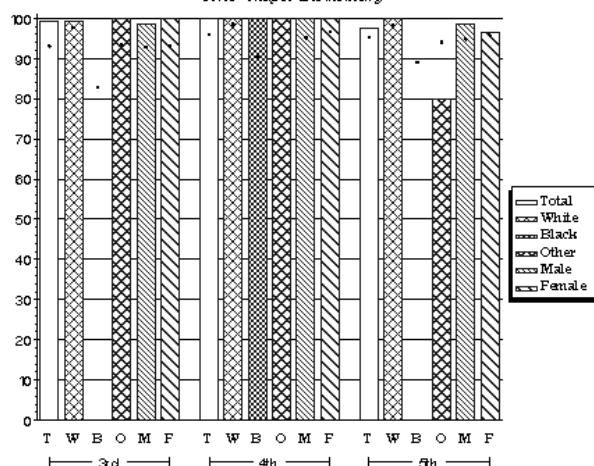 100
90
80
70
60
50
40
30
20
10
0
T W B O M F T W B O M F T W B O M F
3rd 4th 5th
Total
White
Black
Other
Male
Female